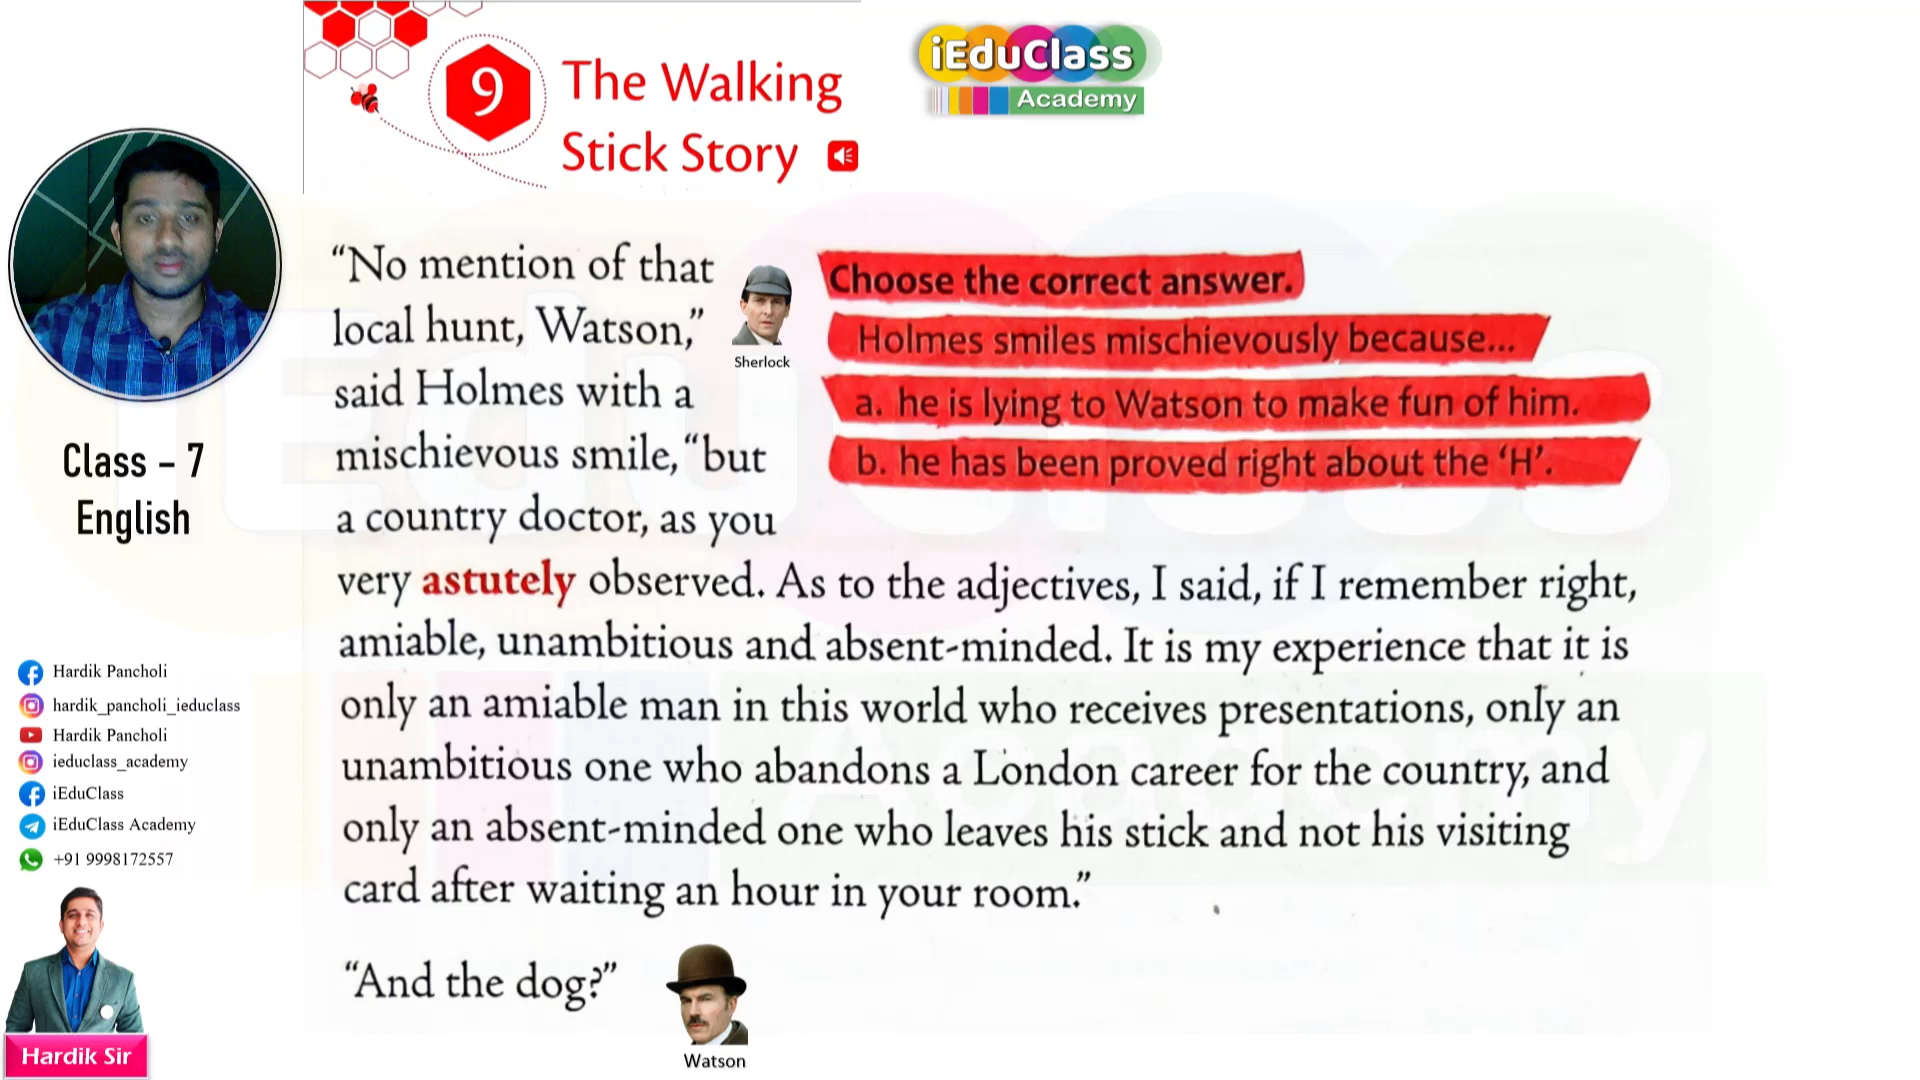 9
The Walking
Stick Story
iEduClass
Academy
"No mention of that
local hunt, Watson,"
said Holmes with a
mischievous smile, "but
a country doctor, as you
very astutely observed. As to the adjectives, I said, if I remember right,
amiable, unambitious and absent-minded. It is my experience that it is
only an amiable man in this world who receives presentations, only an
unambitious one who abandons a London career for the country, and
only an absent-minded one who leaves his stick and not his visiting
card after waiting an hour in your room."
"And the dog?"
Sherlock
Watson
Choose the correct answer.
Holmes smiles mischievously because...
a. he is lying to Watson to make fun of him.
b. he has been proved right about the 'H'.
Class – 7
English
Hardik Pancholi
hardik_pancholi_ieduclass
Hardik Pancholi
ieduclass_academy
iEduClass
iEduClass Academy
+91 9998172557
Hardik Sir
iEduClass
Academy